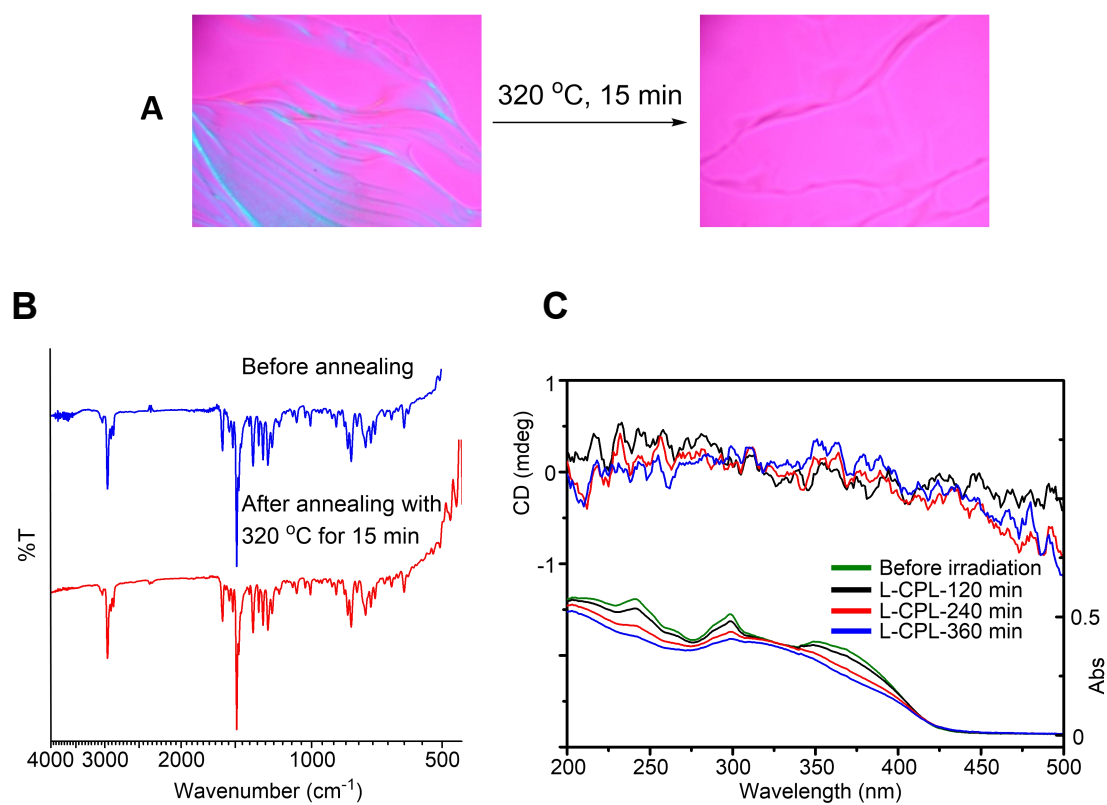 A
320 °C, 15 min
B
Before annealing
After annealing with
320 °C for 15 min
%T
4000 3000 2000 1000 500
Wavenumber (cm⁻¹)
C
1
0
-1
CD (mdeg)
Before irradiation
L-CPL-120 min
L-CPL-240 min
L-CPL-360 min
0.5
0
Abs
200 250 300 350 400 450 500
Wavelength (nm)